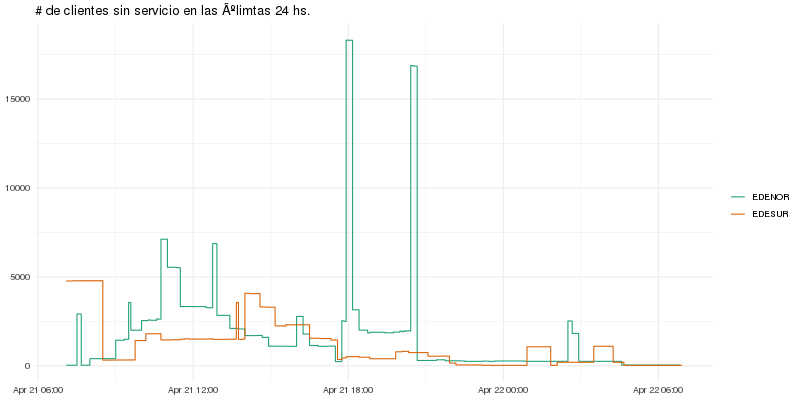 # de clientes sin servicio en las Ãºlimtas 24 hs.
15000
10000
5000
0
Apr 21 06:00
Apr 21 12:00
Apr 21 18:00
Apr 22 00:00
Apr 22 06:00
EDENOR
EDESUR